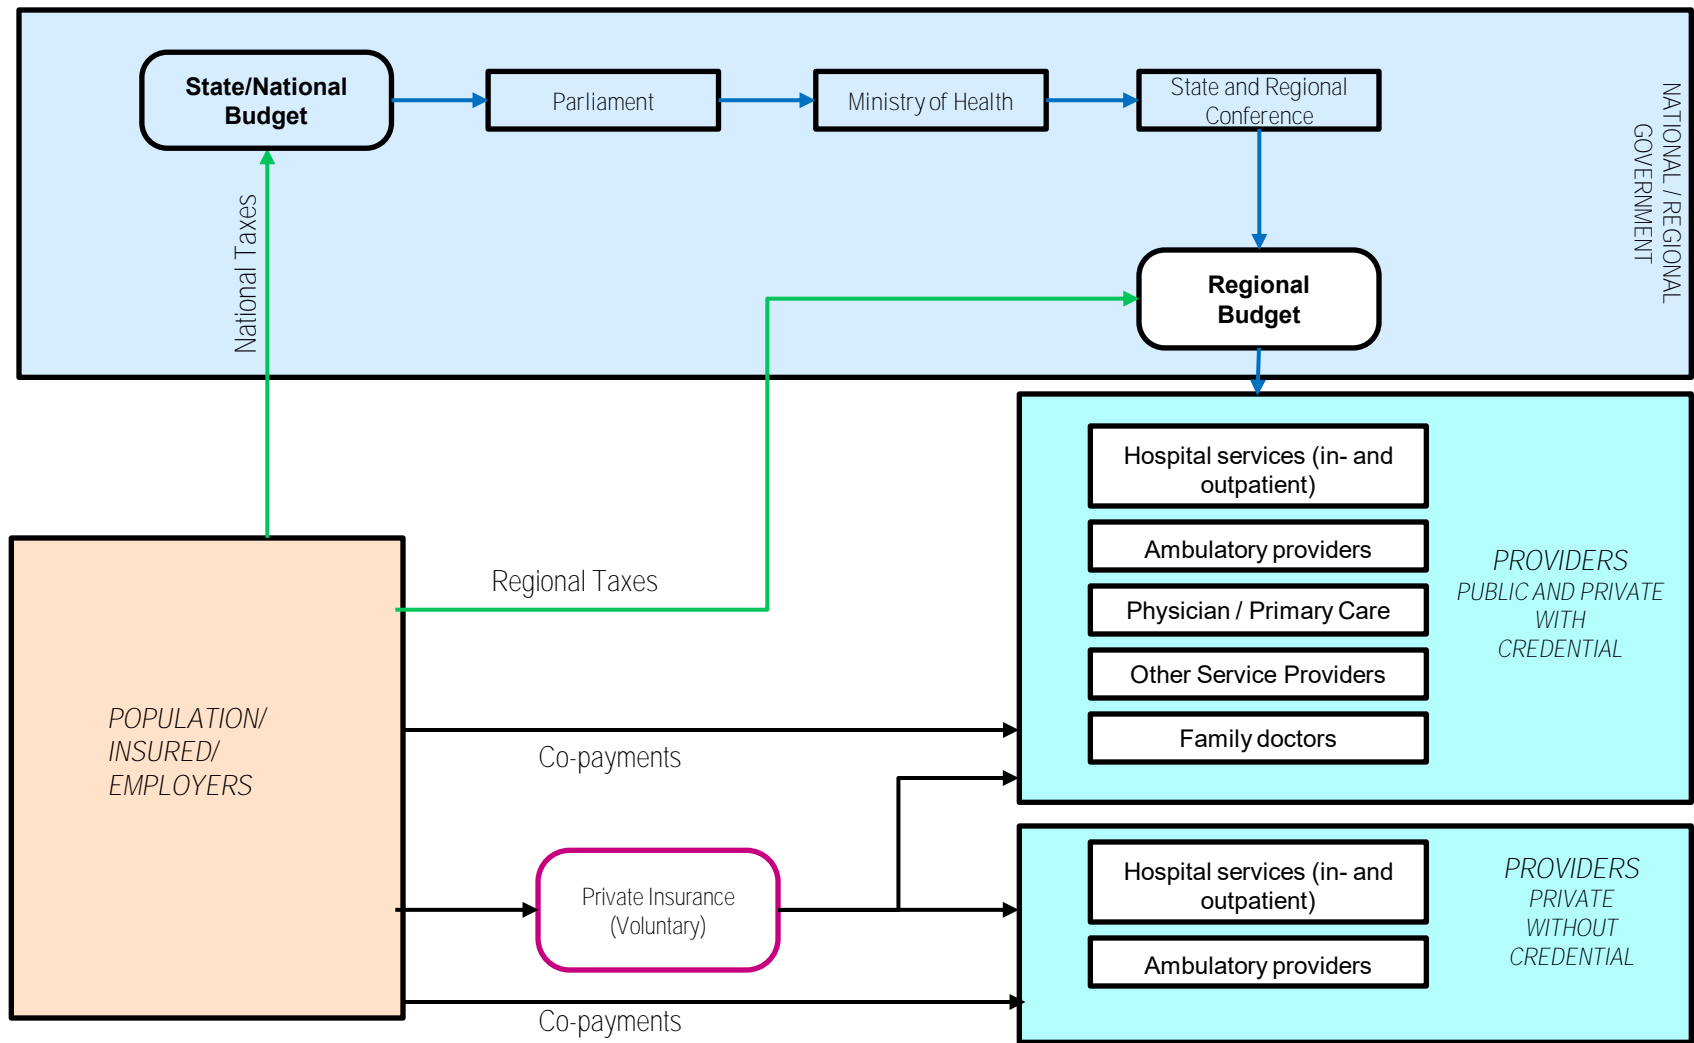 State/National
Budget
Parliament
Ministry of Health
State and Regional
Conference
NATIONAL / REGIONAL
GOVERNMENT
National Taxes
Regional
Budget
Hospital services (in- and
outpatient)
Ambulatory providers
Physician / Primary Care
Other Service Providers
Family doctors
PROVIDERS
PUBLIC AND PRIVATE
WITH
CREDENTIAL
Regional Taxes
POPULATION/
INSURED/
EMPLOYERS
Co-payments
Private Insurance
(Voluntary)
Hospital services (in- and
outpatient)
Ambulatory providers
PROVIDERS
PRIVATE
WITHOUT
CREDENTIAL
Co-payments